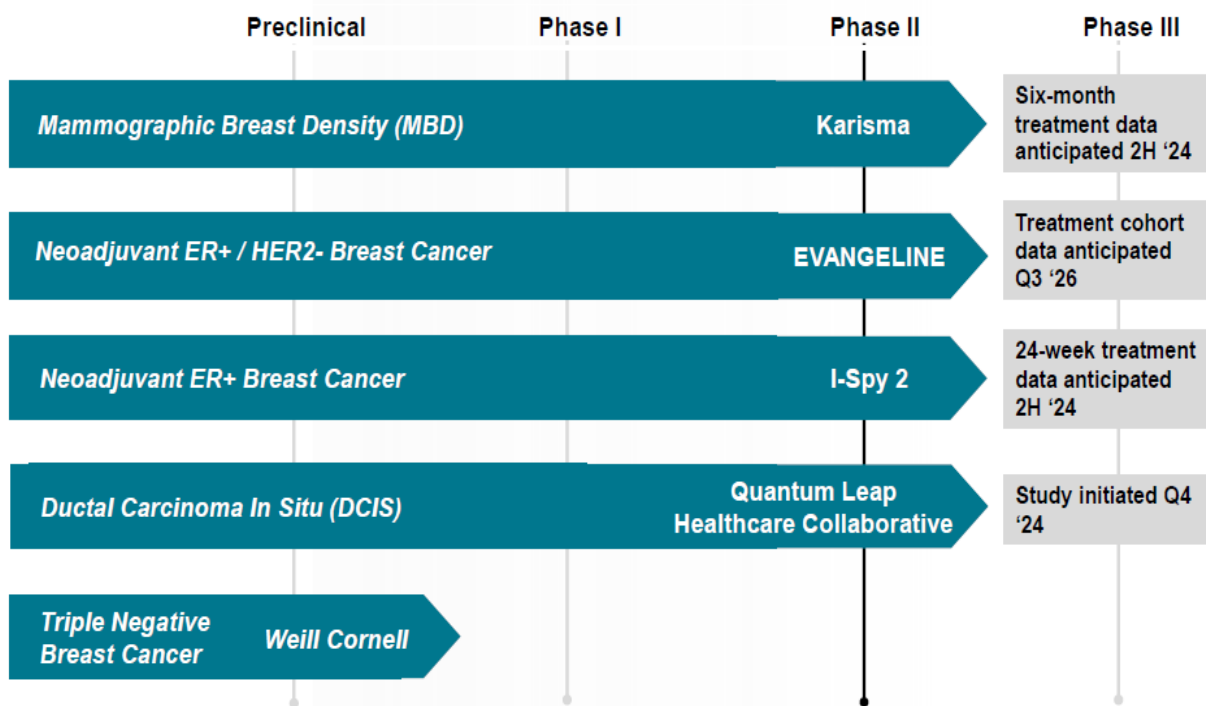 Preclinical Phase I Phase II Phase III
Mammographic Breast Density (MBD)
Karisma
Six-month
treatment data
anticipated 2H ‘24
Neoadjuvant ER+ / HER2- Breast Cancer
EVANGELINE
Treatment cohort
data anticipated
Q3 ‘26
Neoadjuvant ER+ Breast Cancer
I-Spy 2
24-week treatment
data anticipated
2H ‘24
Ductal Carcinoma In Situ (DCIS)
Quantum Leap
Healthcare Collaborative
Study initiated Q4
‘24
Triple Negative
Breast Cancer
Weill Cornell